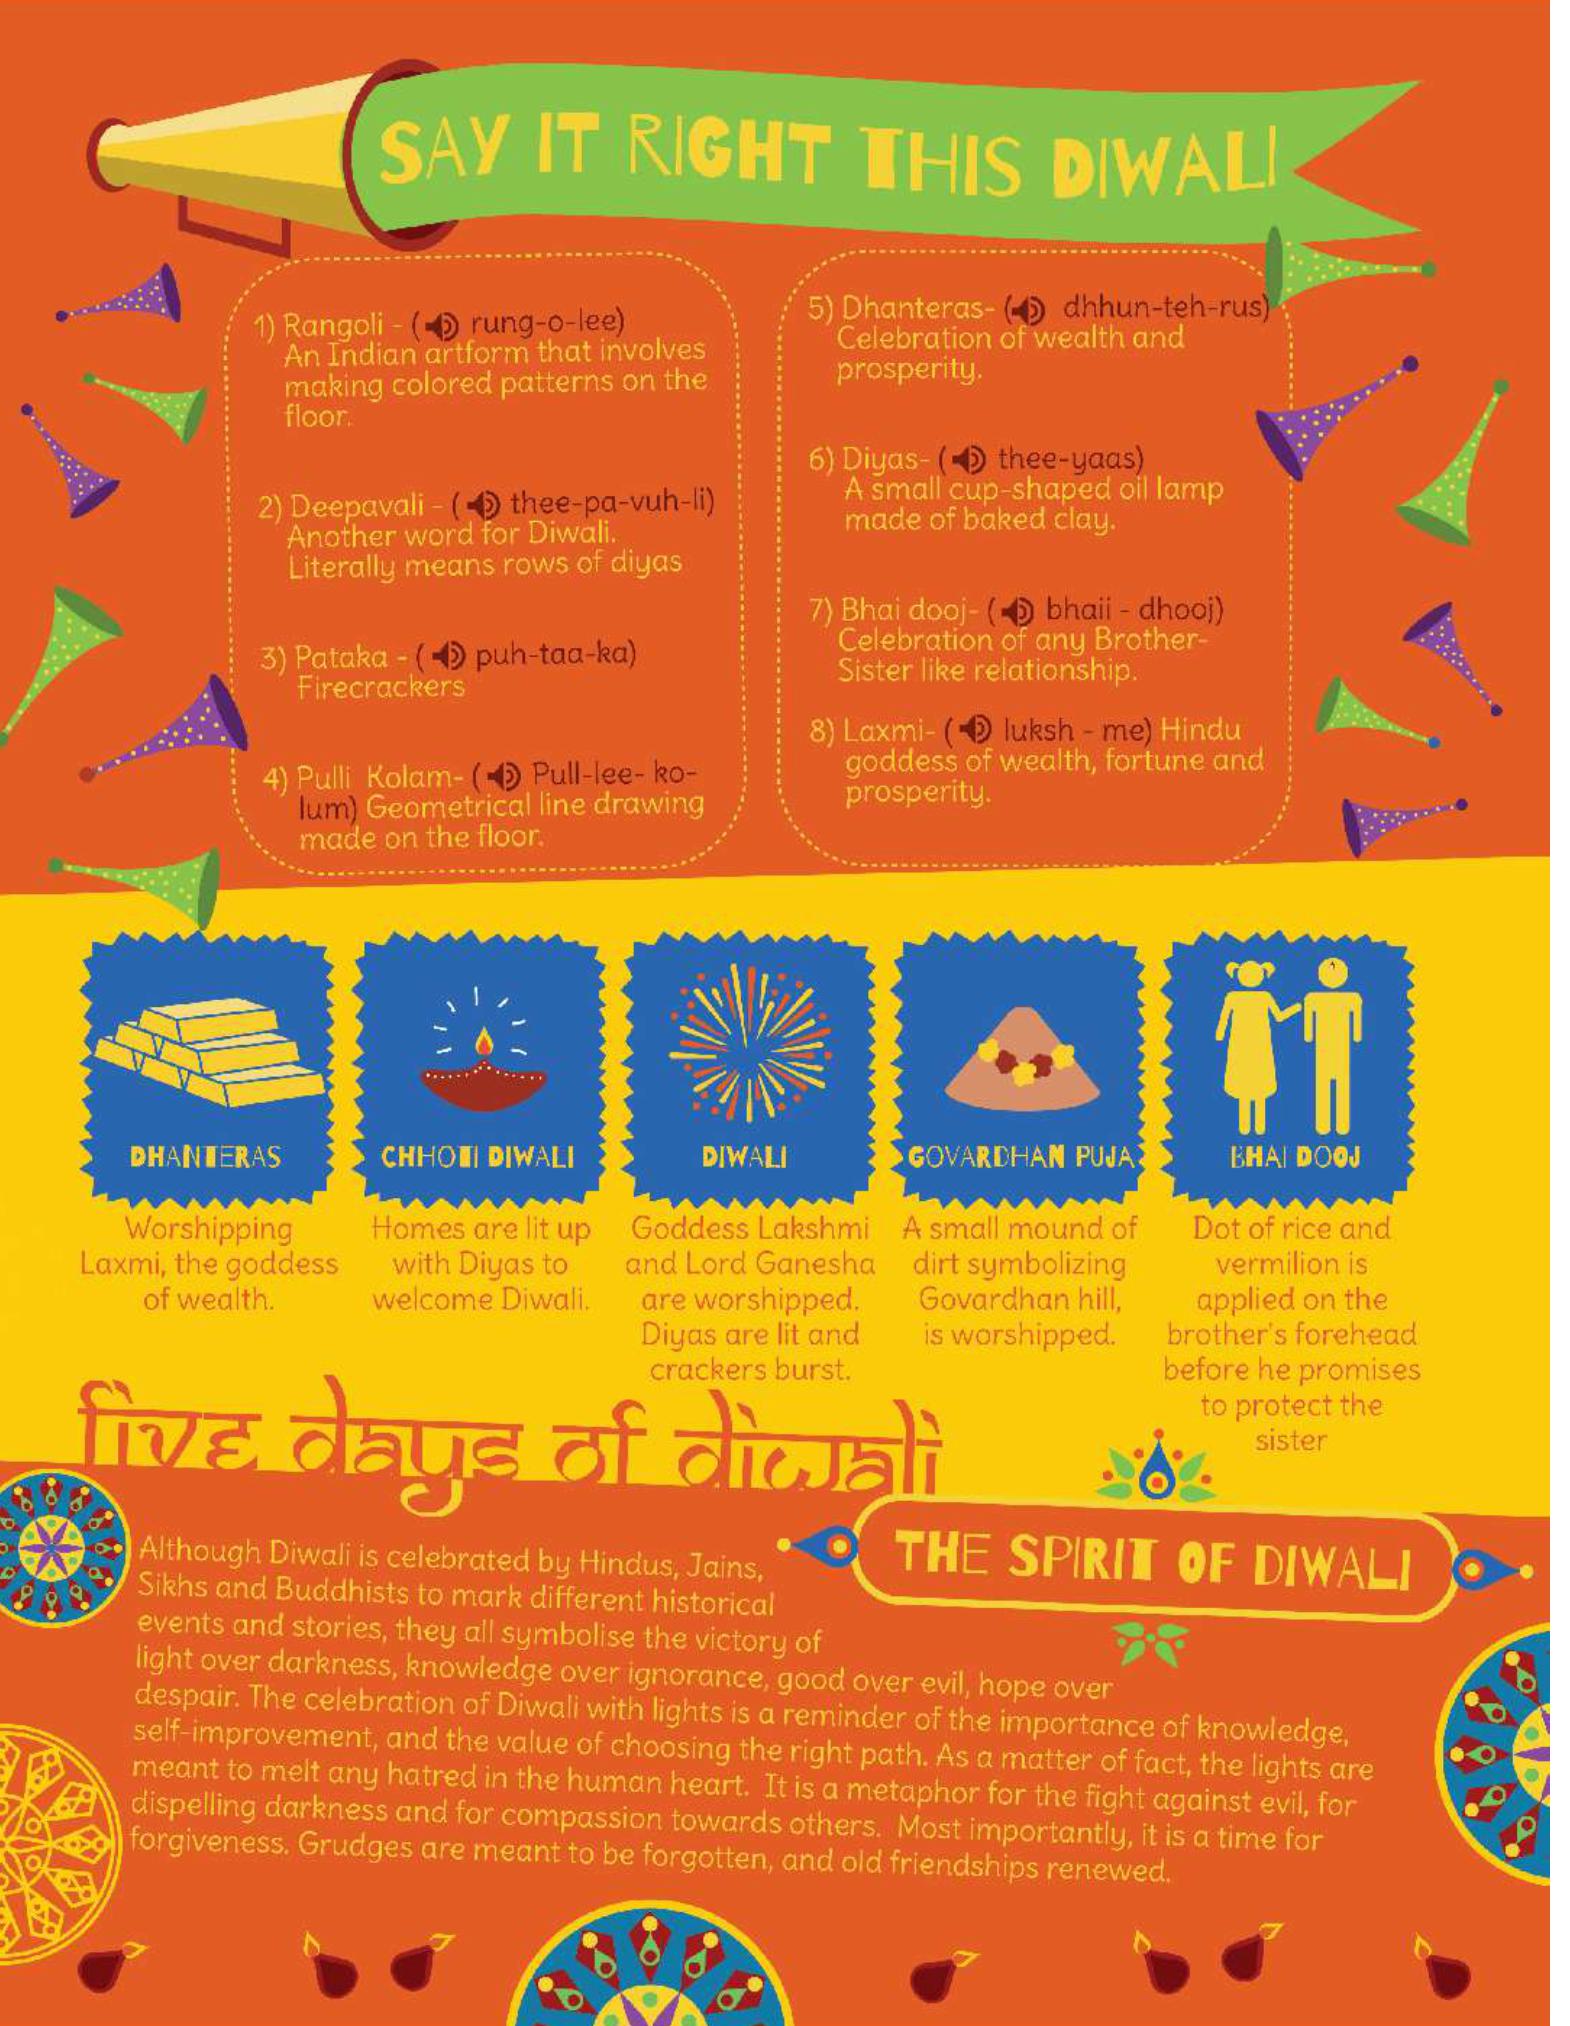 SAY IT RIGHT THIS DIWALI
1) Rangoli - ( rung-o-lee)
An Indian artform that involves
making colored patterns on the
floor.
2) Deepavali - ( thee-pa-vuh-li)
Another word for Diwali.
Literally means rows of diyas
3) Pataka - ( puh-taa-ka)
Firecrackers
4) Pulli Kolam- ( Pull-lee- ko-
lum) Geometrical line drawing
made on the floor.
5) Dhanteras- ( dhhun-teh-rus)
Celebration of wealth and
prosperity.
6) Diyas- ( thee-yaas)
A small cup-shaped oil lamp
made of baked clay.
7) Bhai dooj- ( bhaii - dhooj)
Celebration of any Brother-
Sister like relationship.
8) Laxmi- ( luksh - me) Hindu
goddess of wealth, fortune and
prosperity.
DHANTERAS
Worshipping
Laxmi, the goddess
of wealth.
CHHOTI DIWALI
Homes are lit up
with Diyas to
welcome Diwali.
DIWALI
Goddess Lakshmi
and Lord Ganesha
are worshipped.
Diyas are lit and
crackers burst.
GOVARDHAN PUJA
A small mound of
dirt symbolizing
Govardhan hill,
is worshipped.
BHAI DOOJ
Dot of rice and
vermilion is
applied on the
brother's forehead
before he promises
to protect the
sister
five days of diwali
THE SPIRIT OF DIWALI
Although Diwali is celebrated by Hindus, Jains,
Sikhs and Buddhists to mark different historical
events and stories, they all symbolise the victory of
light over darkness, knowledge over ignorance, good over evil, hope over
despair. The celebration of Diwali with lights is a reminder of the importance of knowledge,
self-improvement, and the value of choosing the right path. As a matter of fact, the lights are
meant to melt any hatred in the human heart. It is a metaphor for the fight against evil, for
dispelling darkness and for compassion towards others. Most importantly, it is a time for
forgiveness. Grudges are meant to be forgotten, and old friendships renewed.